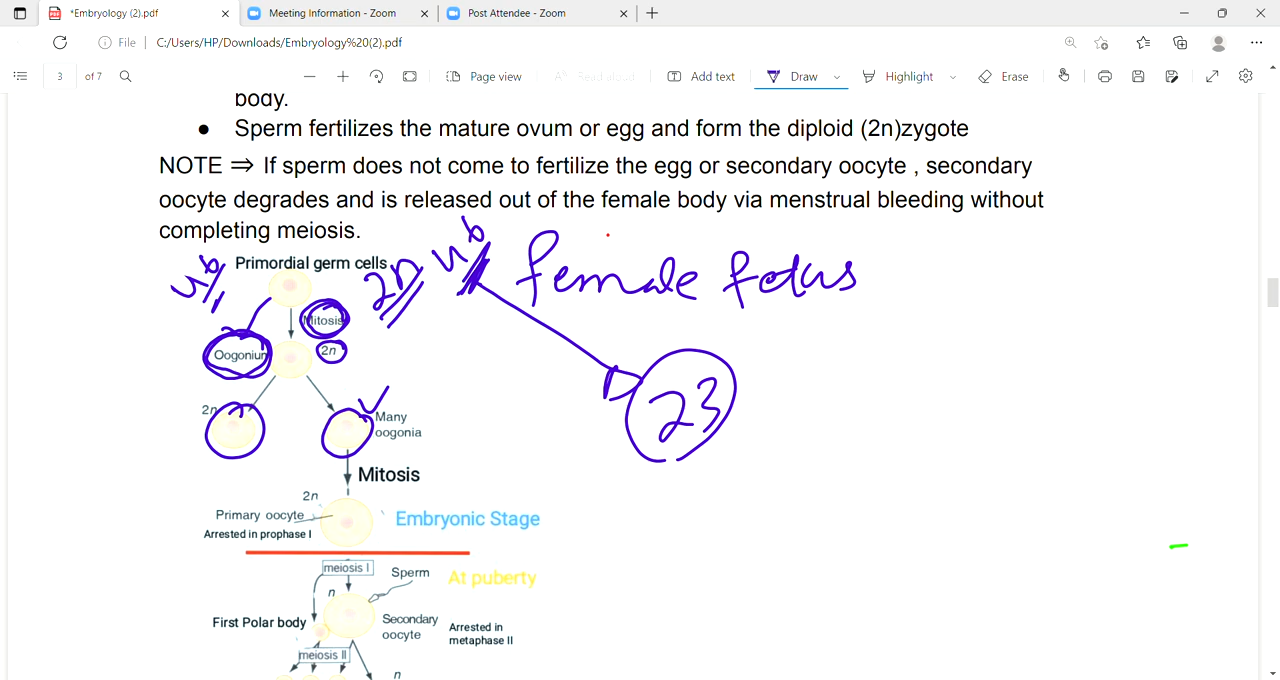 *Embryology (2).pdf
Meeting Information - Zoom
Post Attendee - Zoom
File
C:/Users/HP/Downloads/Embryology%20(2).pdf
3 of 7
Page view
Read aloud
Add text
Draw
Highlight
Erase
body.
● Sperm fertilizes the mature ovum or egg and form the diploid (2n)zygote
NOTE ⇒ If sperm does not come to fertilize the egg or secondary oocyte , secondary
oocyte degrades and is released out of the female body via menstrual bleeding without
completing meiosis.
Primordial germ cells
2n
46
female fetus
46
Mitosis
Oogonium
2n
23
2n
Many
oogonia
Mitosis
2n
Primary oocyte
Arrested in prophase I
Embryonic Stage
meiosis I
Sperm
At puberty
n
First Polar body
Secondary
oocyte
Arrested in
metaphase II
meiosis II
n